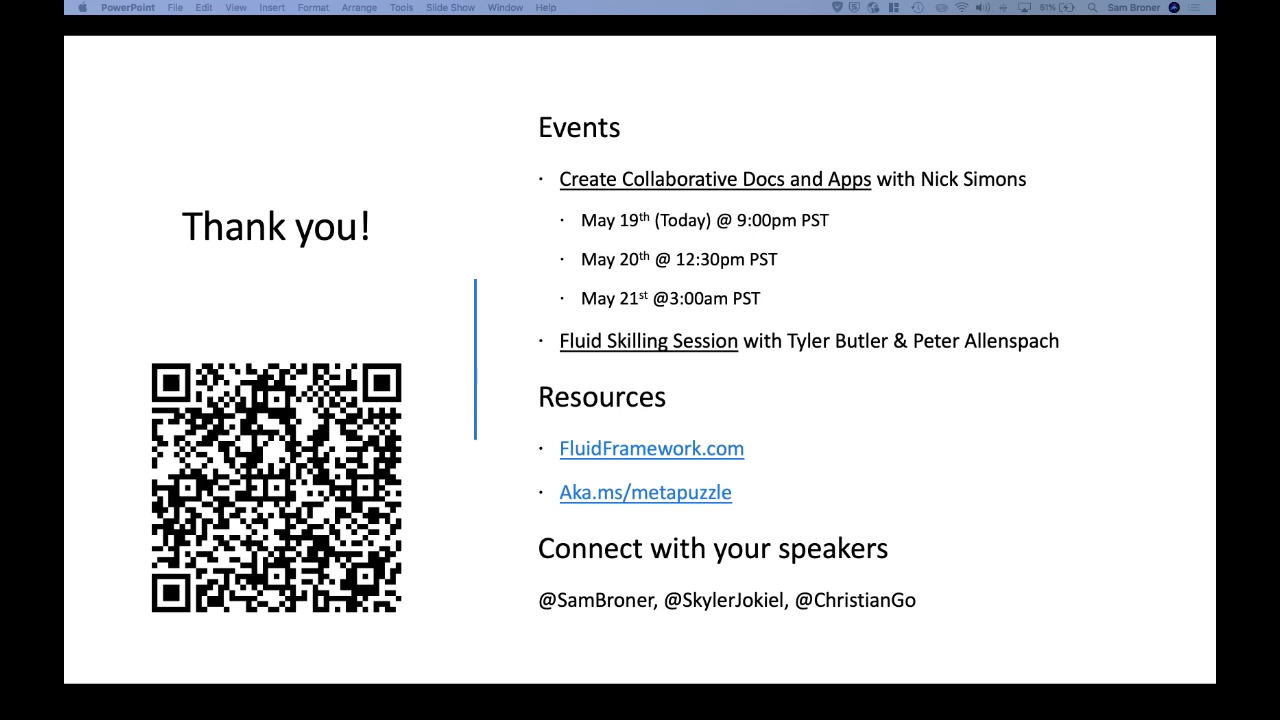 PowerPoint File Edit View Insert Format Arrange Tools Slide Show Window Help 51% Sam Broner
Thank you!
Events
· Create Collaborative Docs and Apps with Nick Simons
· May 19th (Today) @ 9:00pm PST
· May 20th @ 12:30pm PST
· May 21st @3:00am PST
· Fluid Skilling Session with Tyler Butler & Peter Allenspach
Resources
· FluidFramework.com
· Aka.ms/metapuzzle
Connect with your speakers
@SamBroner, @SkylerJokiel, @ChristianGo